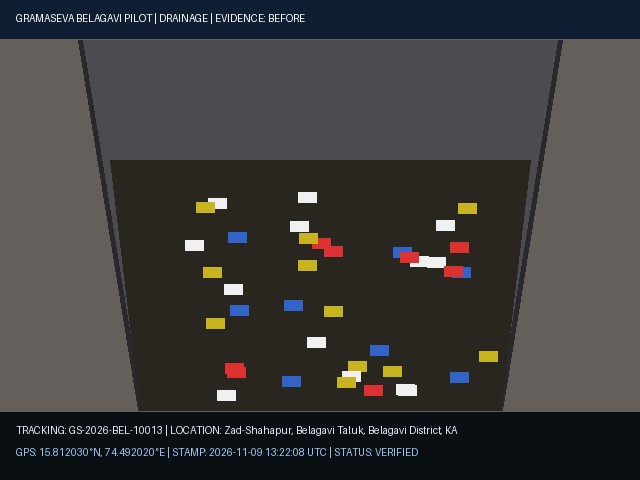 GRAMASEVA BELAGAVI PILOT | DRAINAGE | EVIDENCE: BEFORE
TRACKING: GS-2026-BEL-10013 | LOCATION: Zad-Shahapur, Belagavi Taluk, Belagavi District, KA
GPS: 15.812030°N, 74.492020°E | STAMP: 2026-11-09 13:22:08 UTC | STATUS: VERIFIED